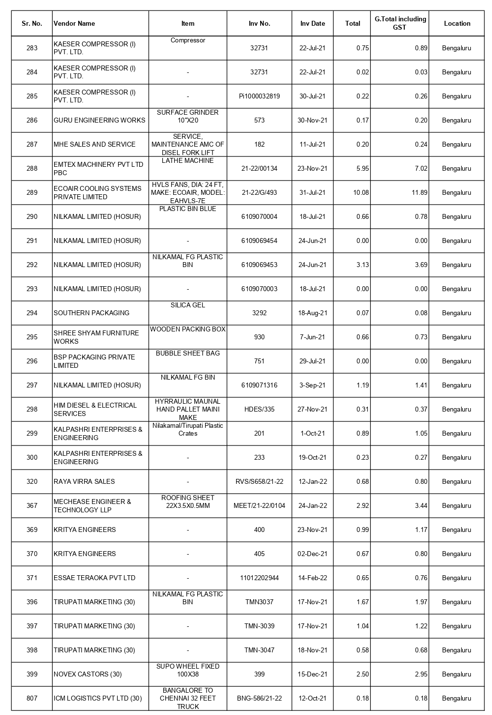 Sr. No. Vendor Name Item Inv No. Inv Date Total G.Total including GST Location
283 KAESER COMPRESSOR (I) PVT. LTD. Compressor 32731 22-Jul-21 0.75 0.89 Bengaluru
284 KAESER COMPRESSOR (I) PVT. LTD. - 32731 22-Jul-21 0.02 0.03 Bengaluru
285 KAESER COMPRESSOR (I) PVT. LTD. - Pi1000032819 30-Jul-21 0.22 0.26 Bengaluru
286 GURU ENGINEERING WORKS SURFACE GRINDER 10"X20 573 30-Nov-21 0.17 0.20 Bengaluru
287 MHE SALES AND SERVICE SERVICE, MAINTENANCE AMC OF DISEL FORK LIFT 182 11-Jul-21 0.20 0.24 Bengaluru
288 EMTEX MACHINERY PVT LTD PBC LATHE MACHINE 21-22/00134 23-Nov-21 5.95 7.02 Bengaluru
289 ECOAIR COOLING SYSTEMS PRIVATE LIMITED HVLS FANS, DIA: 24 FT, MAKE: ECOAIR, MODEL: EAHVLS-7E 21-22/G/493 31-Jul-21 10.08 11.89 Bengaluru
290 NILKAMAL LIMITED (HOSUR) PLASTIC BIN BLUE 6109070004 18-Jul-21 0.66 0.78 Bengaluru
291 NILKAMAL LIMITED (HOSUR) - 6109069454 24-Jun-21 0.00 0.00 Bengaluru
292 NILKAMAL LIMITED (HOSUR) NILKAMAL FG PLASTIC BIN 6109069453 24-Jun-21 3.13 3.69 Bengaluru
293 NILKAMAL LIMITED (HOSUR) - 6109070003 18-Jul-21 0.00 0.00 Bengaluru
294 SOUTHERN PACKAGING SILICA GEL 3292 18-Aug-21 0.07 0.08 Bengaluru
295 SHREE SHYAM FURNITURE WORKS WOODEN PACKING BOX 930 7-Jun-21 0.66 0.73 Bengaluru
296 BSP PACKAGING PRIVATE LIMITED BUBBLE SHEET BAG 751 29-Jul-21 0.00 0.00 Bengaluru
297 NILKAMAL LIMITED (HOSUR) NILKAMAL FG BIN 6109071316 3-Sep-21 1.19 1.41 Bengaluru
298 HIM DIESEL & ELECTRICAL SERVICES HYRRAULIC MAUNAL HAND PALLET MAINI MAKE HDES/335 27-Nov-21 0.31 0.37 Bengaluru
299 KALPASHRI ENTERPRISES & ENGINEERING Nilakamal/Tirupati Plastic Crates 201 1-Oct-21 0.89 1.05 Bengaluru
300 KALPASHRI ENTERPRISES & ENGINEERING - 233 19-Oct-21 0.23 0.27 Bengaluru
320 RAYA VIRRA SALES - RVS/S658/21-22 12-Jan-22 0.68 0.80 Bengaluru
367 MECHEASE ENGINEER & TECHNOLOGY LLP ROOFING SHEET 22X3.5X0.5MM MEET/21-22/0104 24-Jan-22 2.92 3.44 Bengaluru
369 KRITYA ENGINEERS - 400 23-Nov-21 0.99 1.17 Bengaluru
370 KRITYA ENGINEERS - 405 02-Dec-21 0.67 0.80 Bengaluru
371 ESSAE TERAOKA PVT LTD - 11012202944 14-Feb-22 0.65 0.76 Bengaluru
396 TIRUPATI MARKETING (30) NILKAMAL FG PLASTIC BIN TMN3037 17-Nov-21 1.67 1.97 Bengaluru
397 TIRUPATI MARKETING (30) - TMN-3039 17-Nov-21 1.04 1.22 Bengaluru
398 TIRUPATI MARKETING (30) - TMN-3047 18-Nov-21 0.58 0.68 Bengaluru
399 NOVEX CASTORS (30) SUPO WHEEL FIXED 100X38 399 15-Dec-21 2.50 2.95 Bengaluru
807 ICM LOGISTICS PVT LTD (30) BANGALORE TO CHENNAI 32 FEET TRUCK BNG-586/21-22 12-Oct-21 0.18 0.18 Bengaluru